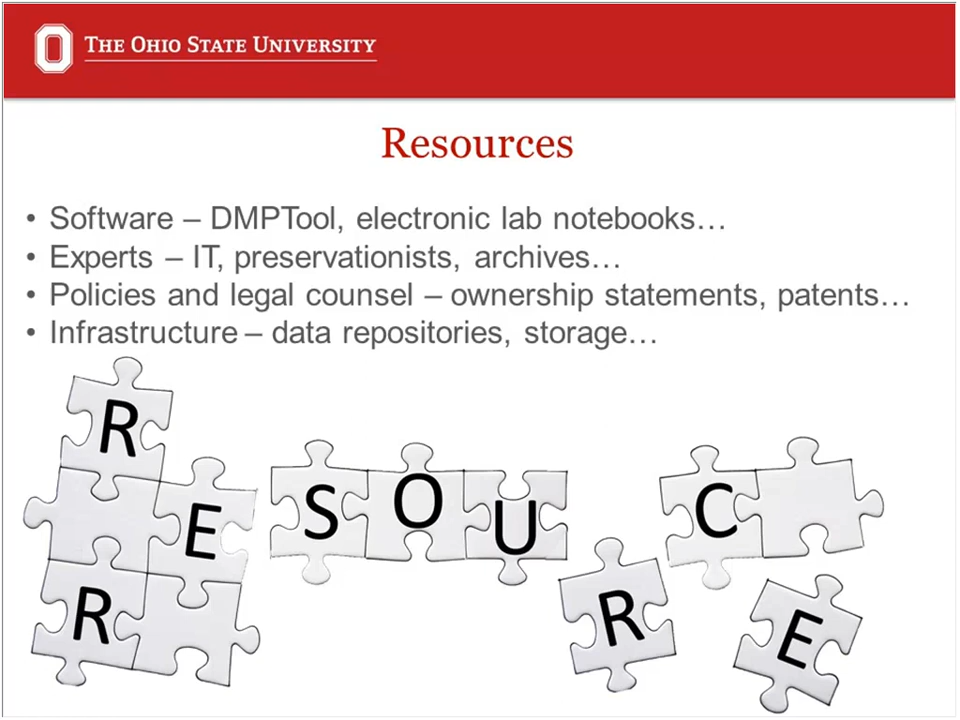 THE OHIO STATE UNIVERSITY
Resources
• Software – DMPTool, electronic lab notebooks…
• Experts – IT, preservationists, archives…
• Policies and legal counsel – ownership statements, patents…
• Infrastructure – data repositories, storage…
R
E
R
S
O
U
R
C
E